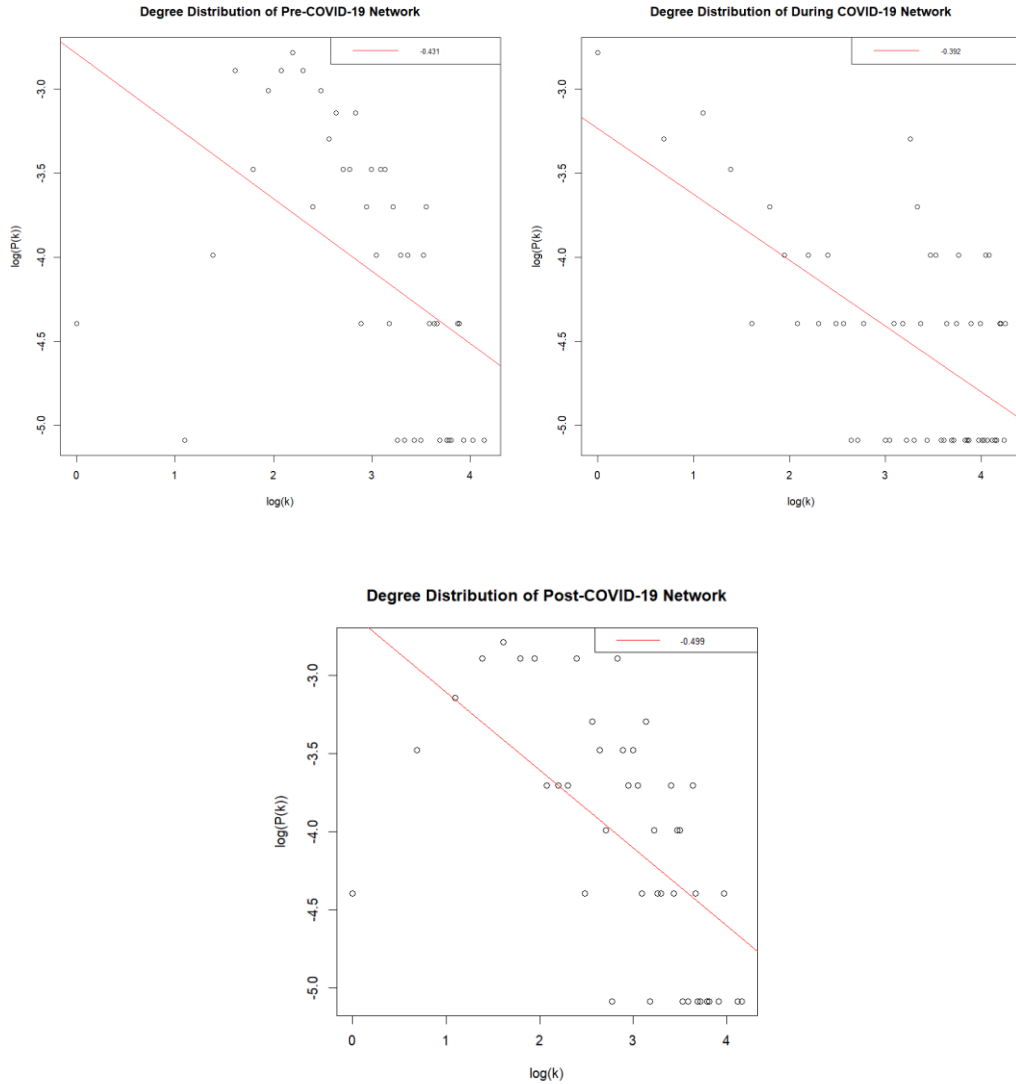 Degree Distribution of Pre-COVID-19 Network
-0.431
-3.0
-3.5
-4.0
-4.5
-5.0
log(P(k))
0 1 2 3 4
log(k)
Degree Distribution of During COVID-19 Network
-0.392
-3.0
-3.5
-4.0
-4.5
-5.0
log(P(k))
0 1 2 3 4
log(k)
Degree Distribution of Post-COVID-19 Network
-0.499
-3.0
-3.5
-4.0
-4.5
-5.0
log(P(k))
0 1 2 3 4
log(k)